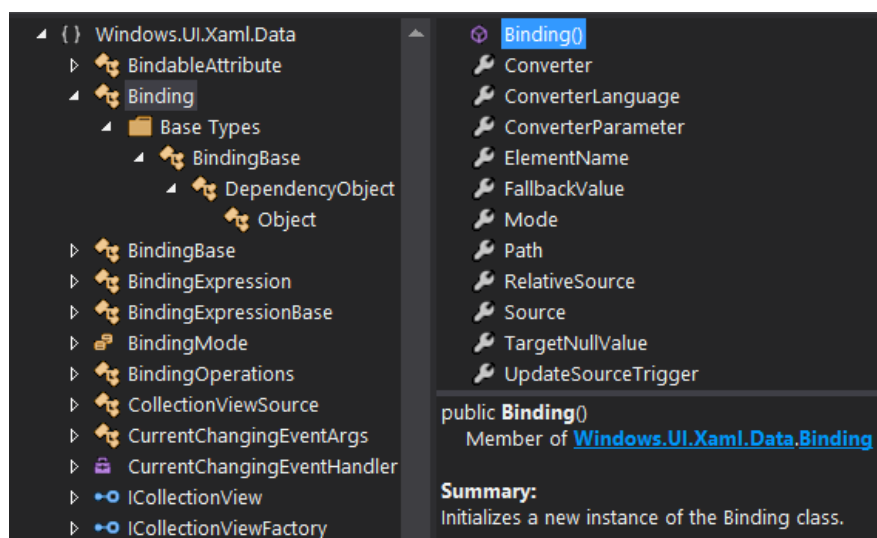 { } Windows.UI.Xaml.Data
BindableAttribute
Binding
Base Types
BindingBase
DependencyObject
Object
BindingBase
BindingExpression
BindingExpressionBase
BindingMode
BindingOperations
CollectionViewSource
CurrentChangingEventArgs
CurrentChangingEventHandler
ICollectionView
ICollectionViewFactory
Binding()
Converter
ConverterLanguage
ConverterParameter
ElementName
FallbackValue
Mode
Path
RelativeSource
Source
TargetNullValue
UpdateSourceTrigger
public Binding()
Member of Windows.UI.Xaml.Data.Binding
Summary:
Initializes a new instance of the Binding class.